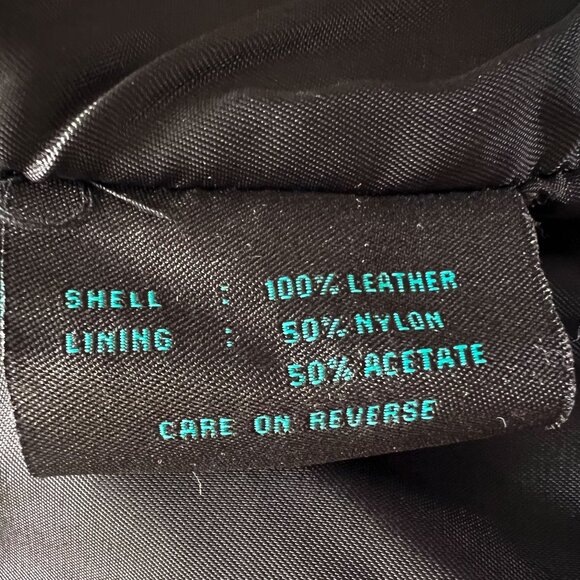 SHELL : 100% LEATHER
LINING : 50% NYLON
50% ACETATE
CARE ON REVERSE